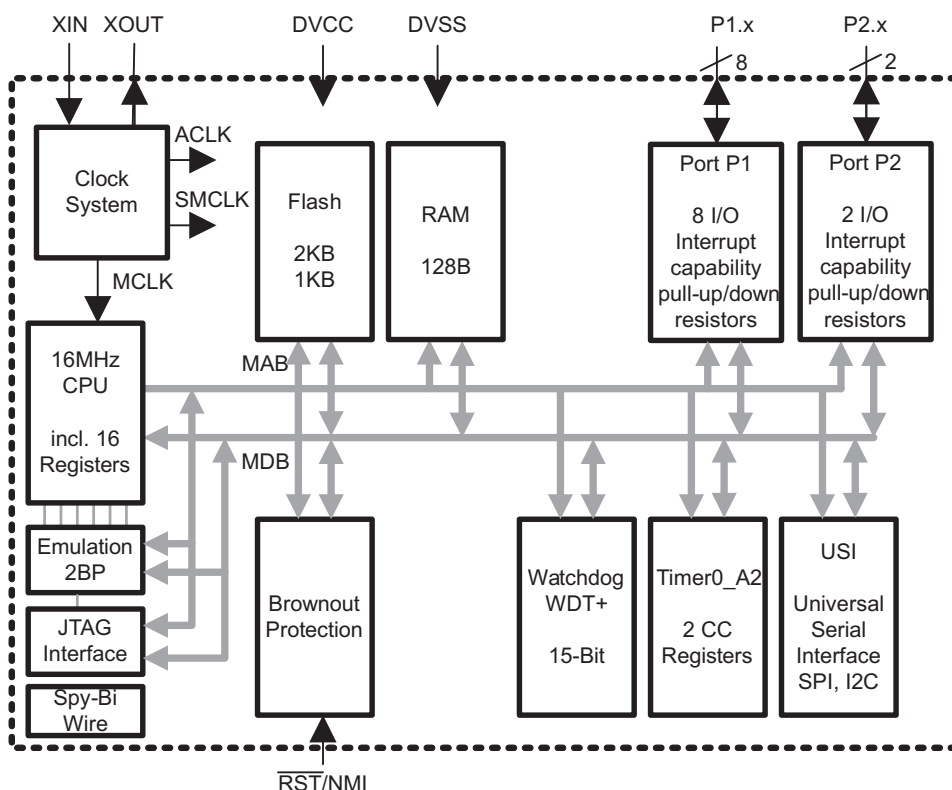 XIN XOUT DVCC DVSS P1.x P2.x
8 2
Clock
System
ACLK
SMCLK
MCLK
Flash
2KB
1KB
RAM
128B
Port P1
8 I/O
Interrupt
capability
pull-up/down
resistors
Port P2
2 I/O
Interrupt
capability
pull-up/down
resistors
16MHz
CPU
incl. 16
Registers
MAB
MDB
Emulation
2BP
JTAG
Interface
Spy-Bi
Wire
Brownout
Protection
Watchdog
WDT+
15-Bit
Timer0_A2
2 CC
Registers
USI
Universal
Serial
Interface
SPI, I2C
RST/NMI